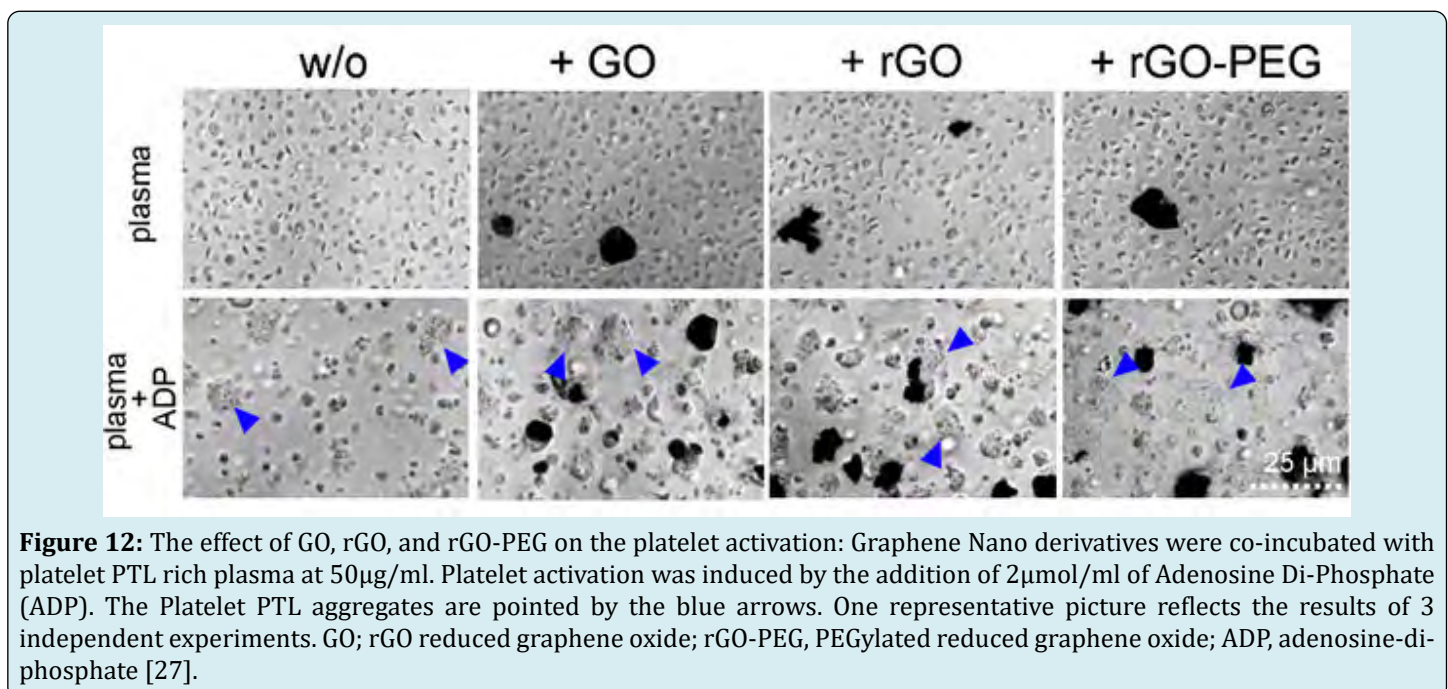 w/o + GO + rGO + rGO-PEG
plasma
plasma
+
ADP
25 µm
Figure 12: The effect of GO, rGO, and rGO-PEG on the platelet activation: Graphene Nano derivatives were co-incubated with
platelet PTL rich plasma at 50µg/ml. Platelet activation was induced by the addition of 2µmol/ml of Adenosine Di-Phosphate
(ADP). The Platelet PTL aggregates are pointed by the blue arrows. One representative picture reflects the results of 3
independent experiments. GO; rGO reduced graphene oxide; rGO-PEG, PEGylated reduced graphene oxide; ADP, adenosine-di-
phosphate [27].